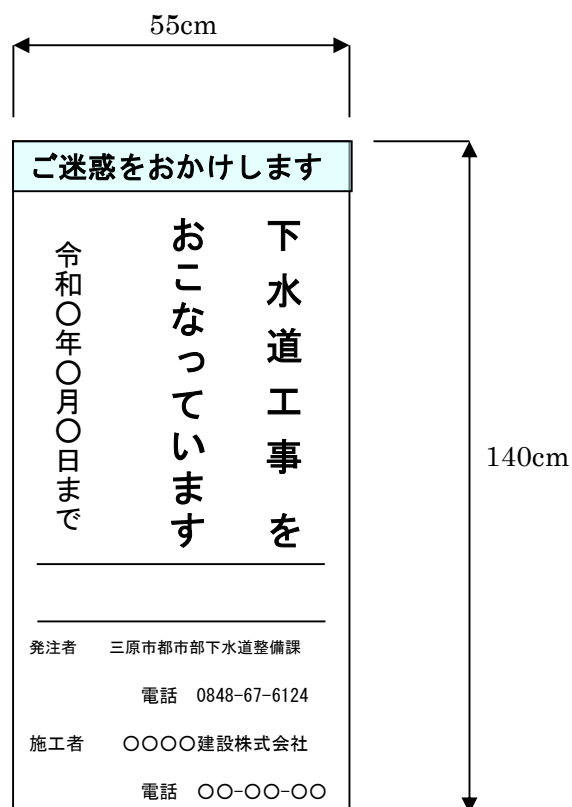 55cm
ご迷惑をおかけします
下水道工事を
おこなっています
令和〇年〇月〇日まで
140cm
発注者　三原市都市部下水道整備課
電話　0848-67-6124
施工者　〇〇〇〇建設株式会社
電話　〇〇-〇〇-〇〇